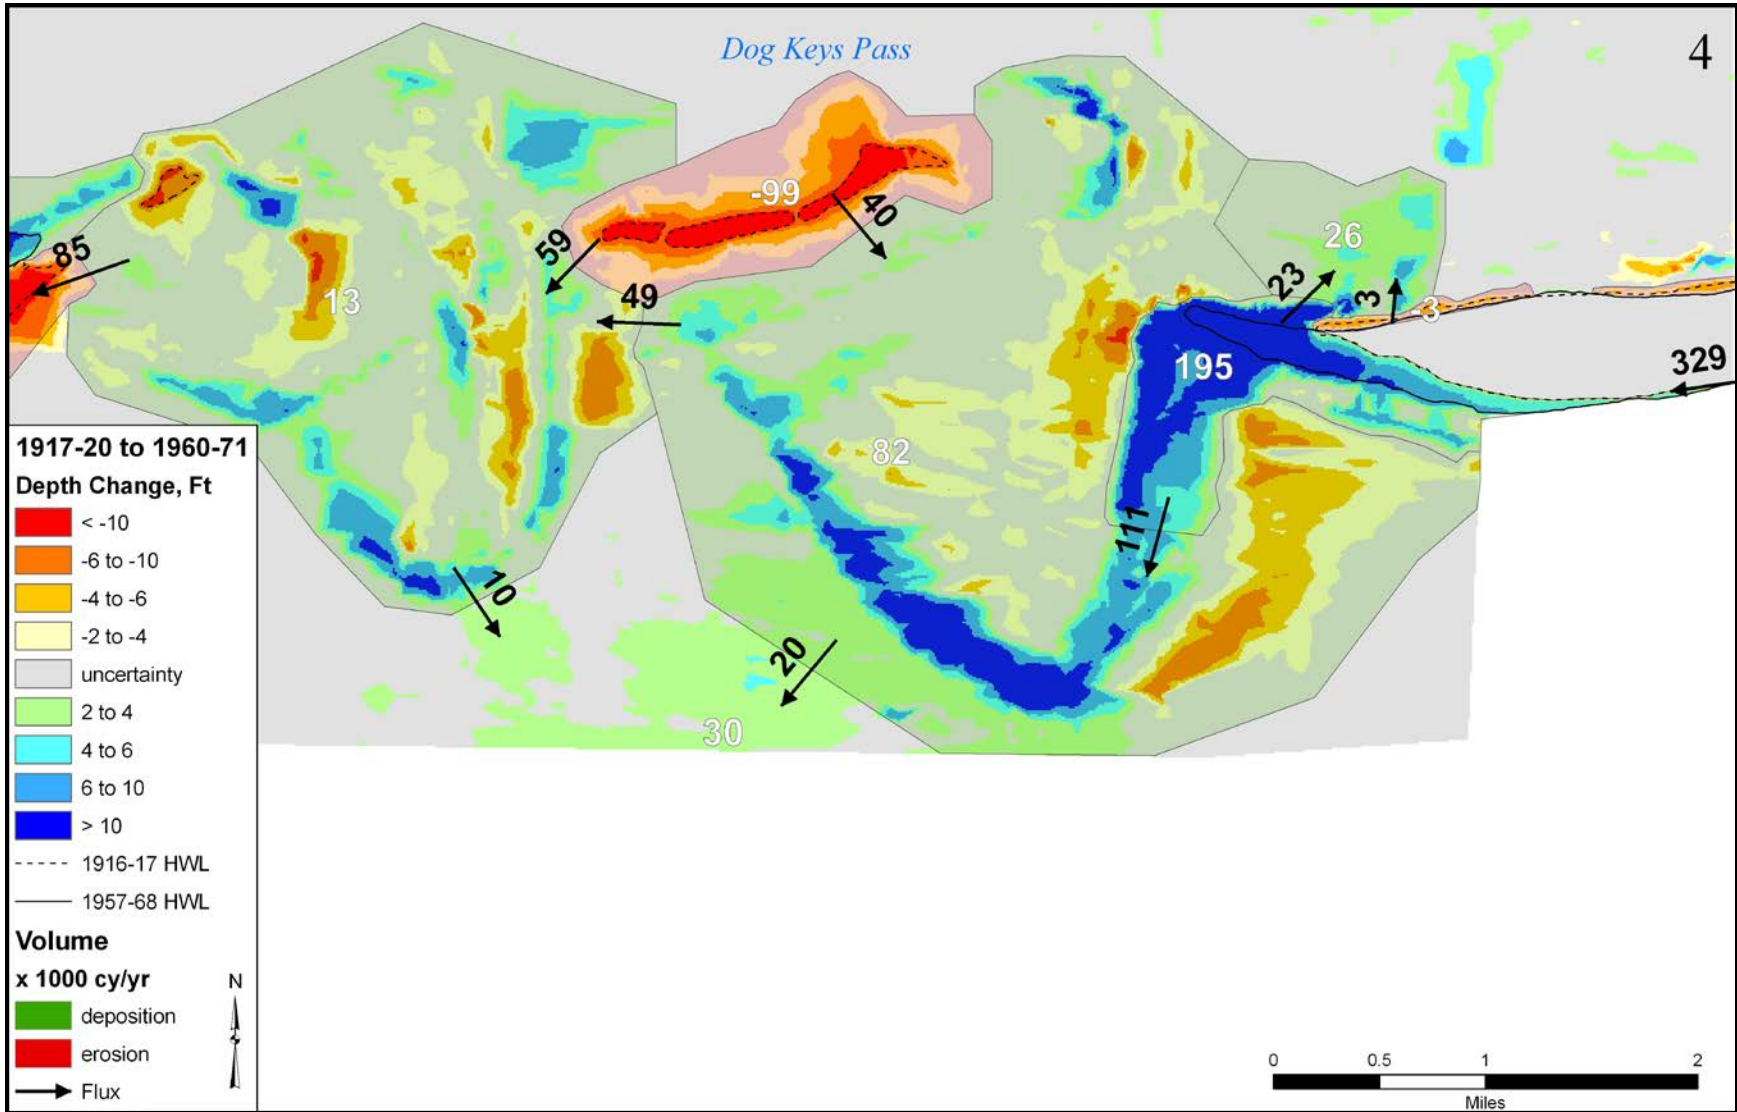 Dog Keys Pass
4
-99
40
59
85
26
13
49
23
3
-3
195
329
82
111
10
20
30
1917-20 to 1960-71
Depth Change, Ft
< -10
-6 to -10
-4 to -6
-2 to -4
uncertainty
2 to 4
4 to 6
6 to 10
> 10
1916-17 HWL
1957-68 HWL
Volume
x 1000 cy/yr
N
deposition
erosion
Flux
0 0.5 1 2
Miles